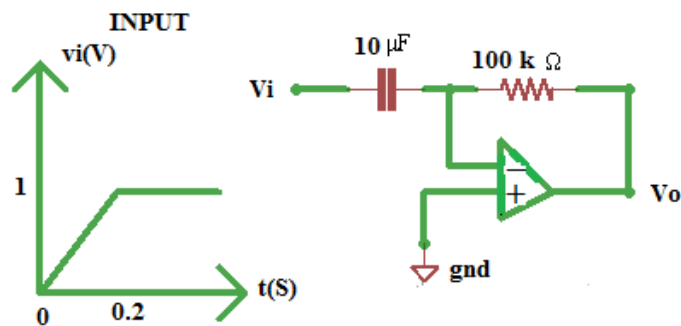 INPUT
vi(V)
1
0
0.2
t(S)
10 μF
100 k Ω
Vi
−
+
Vo
gnd